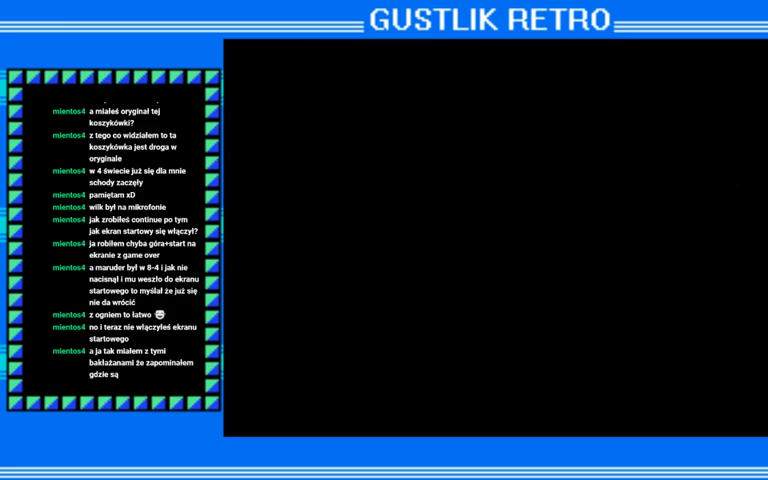 GUSTLIK RETRO
mientos4 a miałeś oryginał tej
koszykówki?
mientos4 z tego co widziałem to ta
koszykówka jest droga w
oryginale
mientos4 w 4 świecie już się dla mnie
schody zaczęły
mientos4 pamiętam xD
mientos4 wilk był na mikrofonie
mientos4 jak zrobiłeś continue po tym
jak ekran startowy się włączył?
mientos4 ja robiłem chyba góra+start na
ekranie z game over
mientos4 a maruder był w 8-4 i jak nie
nacisnął i mu weszło do ekranu
startowego to myślał że już się
nie da wrócić
mientos4 z ogniem to łatwo
mientos4 no i teraz nie włączyłeś ekranu
startowego
mientos4 a ja tak miałem z tymi
bakłażanami że zapominałem
gdzie są